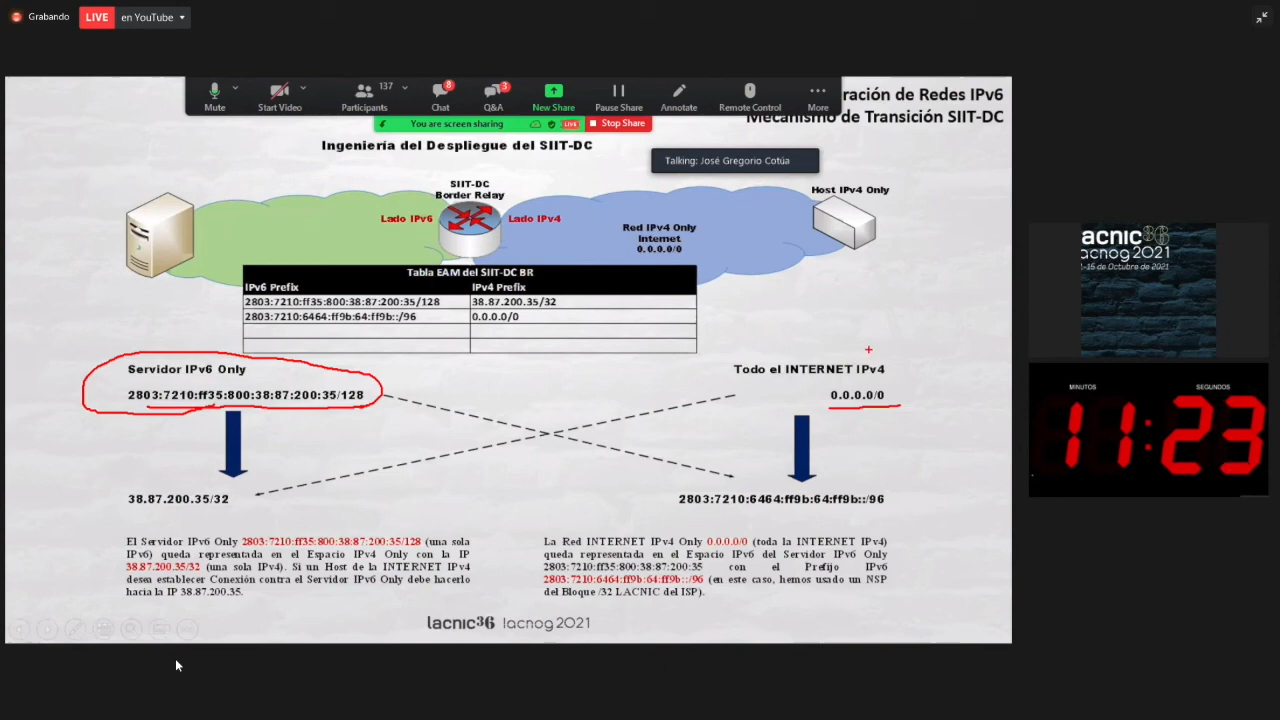 Grabando
LIVE
en YouTube
Mute
Start Video
137
Participants
8
Chat
3
Q&A
New Share
Pause Share
Annotate
Remote Control
More
ración de Redes IPv6
Mecanismo de Transición SIIT-DC
You are screen sharing
LIVE
Stop Share
Ingeniería del Despliegue del SIIT-DC
Talking: José Gregorio Cotúa
SIIT-DC
Border Relay
Host IPv4 Only
Lado IPv6
Lado IPv4
Red IPv4 Only
Internet
0.0.0.0/0
Tabla EAM del SIIT-DC BR
IPv6 Prefix IPv4 Prefix
2803:7210:ff35:800:38:87:200:35/128 38.87.200.35/32
2803:7210:6464:ff9b:64:ff9b::/96 0.0.0.0/0
Servidor IPv6 Only
2803:7210:ff35:800:38:87:200:35/128
Todo el INTERNET IPv4
0.0.0.0/0
38.87.200.35/32
2803:7210:6464:ff9b:64:ff9b::/96
El Servidor IPv6 Only 2803:7210:ff35:800:38:87:200:35/128 (una sola
IPv6) queda representada en el Espacio IPv4 Only con la IP
38.87.200.35/32 (una sola IPv4). Si un Host de la INTERNET IPv4
desea establecer Conexión contra el Servidor IPv6 Only debe hacerlo
hacia la IP 38.87.200.35.
La Red INTERNET IPv4 Only 0.0.0.0/0 (toda la INTERNET IPv4)
queda representada en el Espacio IPv6 del Servidor IPv6 Only
2803:7210:ff35:800:38:87:200:35 con el Prefijo IPv6
2803:7210:6464:ff9b:64:ff9b::/96 (en este caso, hemos usado un NSP
del Bloque /32 LACNIC del ISP).
lacnic36 lacnog2021
acnic36
acnog2021
1-15 de Octubre de 2021
MINUTOS SEGUNDOS
11:23